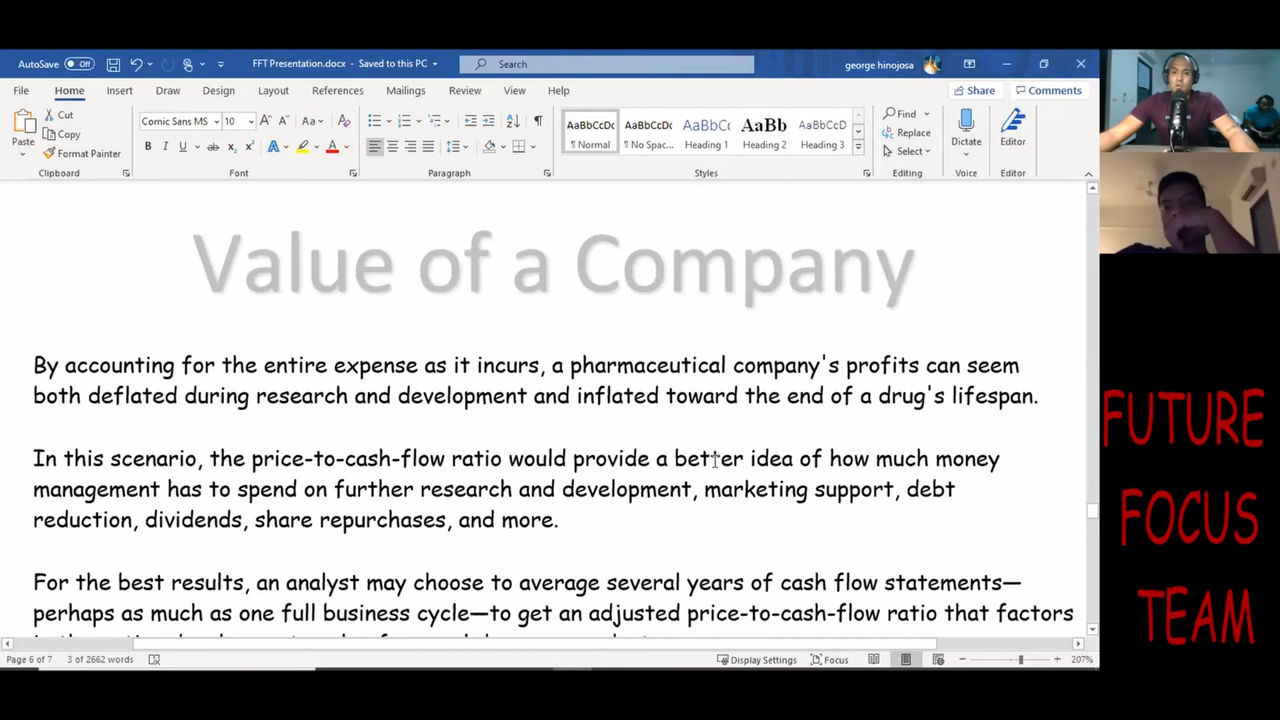 AutoSave Off FFT Presentation.docx - Saved to this PC Search george hinojosa
File Home Insert Draw Design Layout References Mailings Review View Help Share Comments
Paste
Cut
Copy
Format Painter
Clipboard
Comic Sans MS 10
Font
Paragraph
AaBbCcDc AaBbCcDc AaBbC AaBb AaBbCcD
¶ Normal ¶ No Spac... Heading 1 Heading 2 Heading 3
Styles
Find
Replace
Select
Editing
Dictate
Voice
Editor
Editor
Value of a Company
By accounting for the entire expense as it incurs, a pharmaceutical company's profits can seem
both deflated during research and development and inflated toward the end of a drug's lifespan.
In this scenario, the price-to-cash-flow ratio would provide a better idea of how much money
management has to spend on further research and development, marketing support, debt
reduction, dividends, share repurchases, and more.
For the best results, an analyst may choose to average several years of cash flow statements—
perhaps as much as one full business cycle—to get an adjusted price-to-cash-flow ratio that factors
Page 6 of 7 3 of 2662 words Display Settings Focus 207%
FUTURE
FOCUS
TEAM